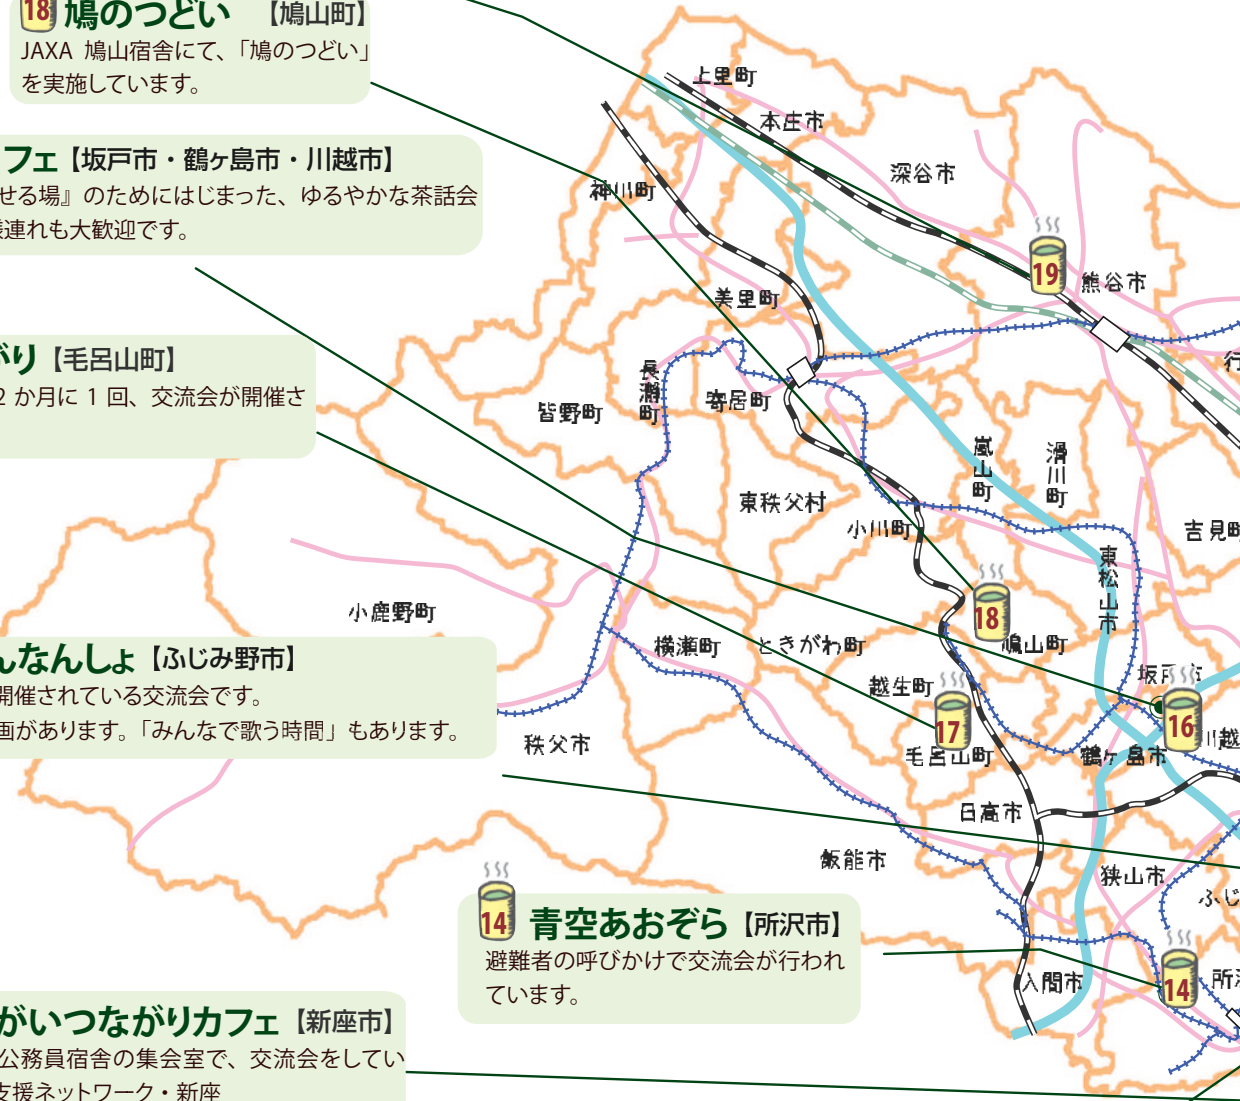 18 鳩のつどい 【鳩山町】
JAXA 鳩山宿舎にて、「鳩のつどい」
を実施しています。
フェ【坂戸市・鶴ヶ島市・川越市】
せる場』のためにはじまった、ゆるやかな茶話会
連れも大歓迎です。
がり【毛呂山町】
2 か月に 1 回、交流会が開催さ
んなんしょ【ふじみ野市】
開催されている交流会です。
画があります。「みんなで歌う時間」もあります。
14 青空あおぞら【所沢市】
避難者の呼びかけで交流会が行われ
ています。
がいつながりカフェ【新座市】
公務員宿舎の集会室で、交流会をしてい
支援ネットワーク・新座
上里町
本庄市
深谷市
神川町
19
熊谷市
美里町
行
長瀞町
皆野町
寄居町
嵐山町
滑川町
東秩父村
小川町
吉見町
東松山市
小鹿野町
18
鳩山町
横瀬町
ときがわ町
坂戸市
越生町
16
17
川越
秩父市
毛呂山町
鶴ヶ島市
日高市
飯能市
狭山市
ふじ
入間市
14
所沢